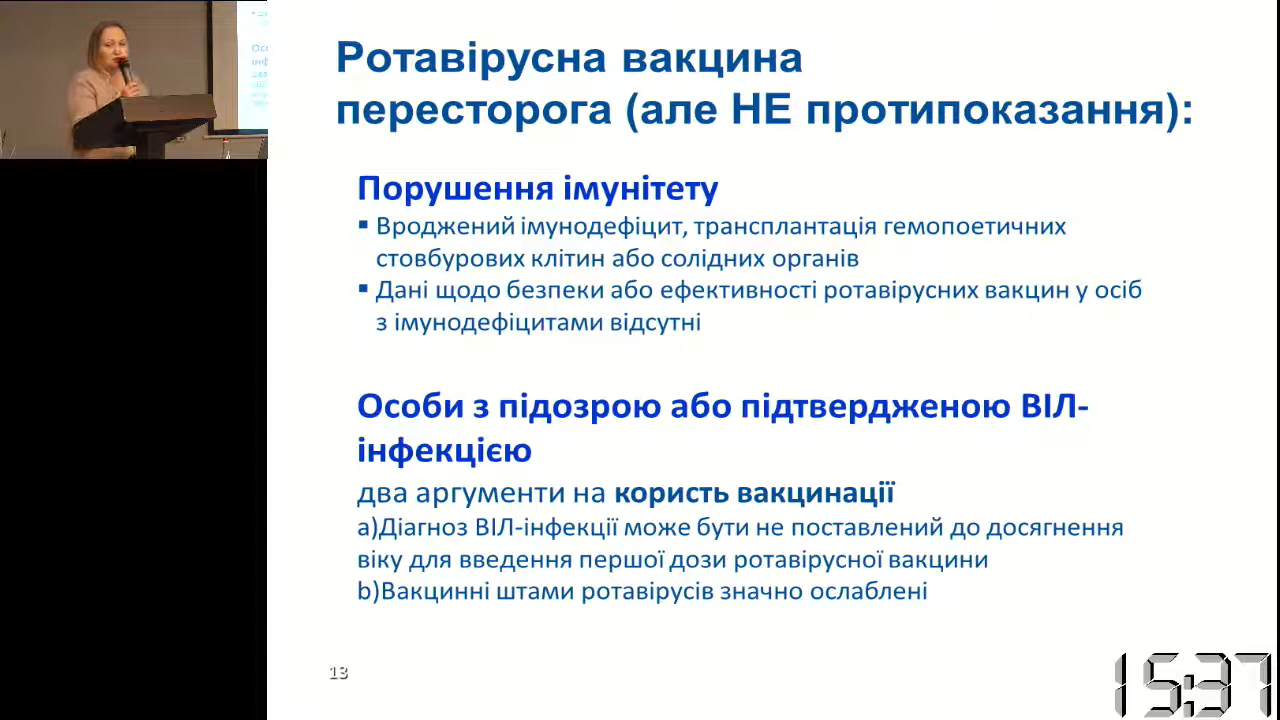 Ротавірусна вакцина
пересторога (але НЕ протипоказання):
Порушення імунітету
▪ Вроджений імунодефіцит, трансплантація гемопоетичних
стовбурових клітин або солідних органів
▪ Дані щодо безпеки або ефективності ротавірусних вакцин у осіб
з імунодефіцитами відсутні
Особи з підозрою або підтвердженою ВІЛ-
інфекцією
два аргументи на користь вакцинації
a)Діагноз ВІЛ-інфекції може бути не поставлений до досягнення
віку для введення першої дози ротавірусної вакцини
b)Вакцинні штами ротавірусів значно ослаблені
13
15:37